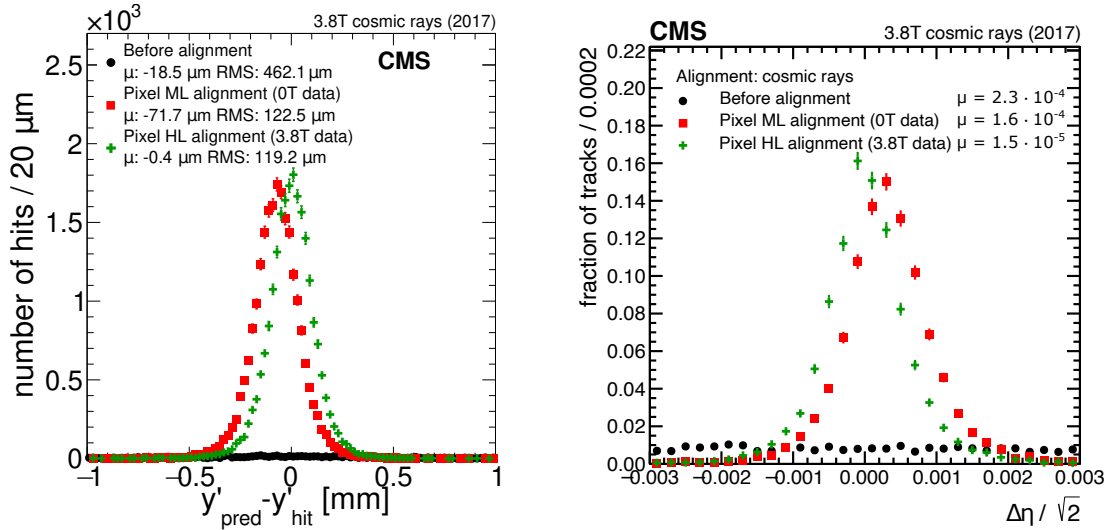 ×10³
3.8T cosmic rays (2017)
CMS
Before alignment
μ: -18.5 μm RMS: 462.1 μm
Pixel ML alignment (0T data)
μ: -71.7 μm RMS: 122.5 μm
Pixel HL alignment (3.8T data)
μ: -0.4 μm RMS: 119.2 μm
number of hits / 20 μm
2.5
2
1.5
1
0.5
0
−1
−0.5
0
0.5
1
y'pred-y'hit [mm]
CMS
3.8T cosmic rays (2017)
Alignment: cosmic rays
Before alignment μ = 2.3 · 10⁻⁴
Pixel ML alignment (0T data) μ = 1.6 · 10⁻⁴
Pixel HL alignment (3.8T data) μ = 1.5 · 10⁻⁵
fraction of tracks / 0.0002
0.22
0.20
0.18
0.16
0.14
0.12
0.10
0.08
0.06
0.04
0.02
0.00
−0.003
−0.002
−0.001
0.000
0.001
0.002
0.003
Δη / √2